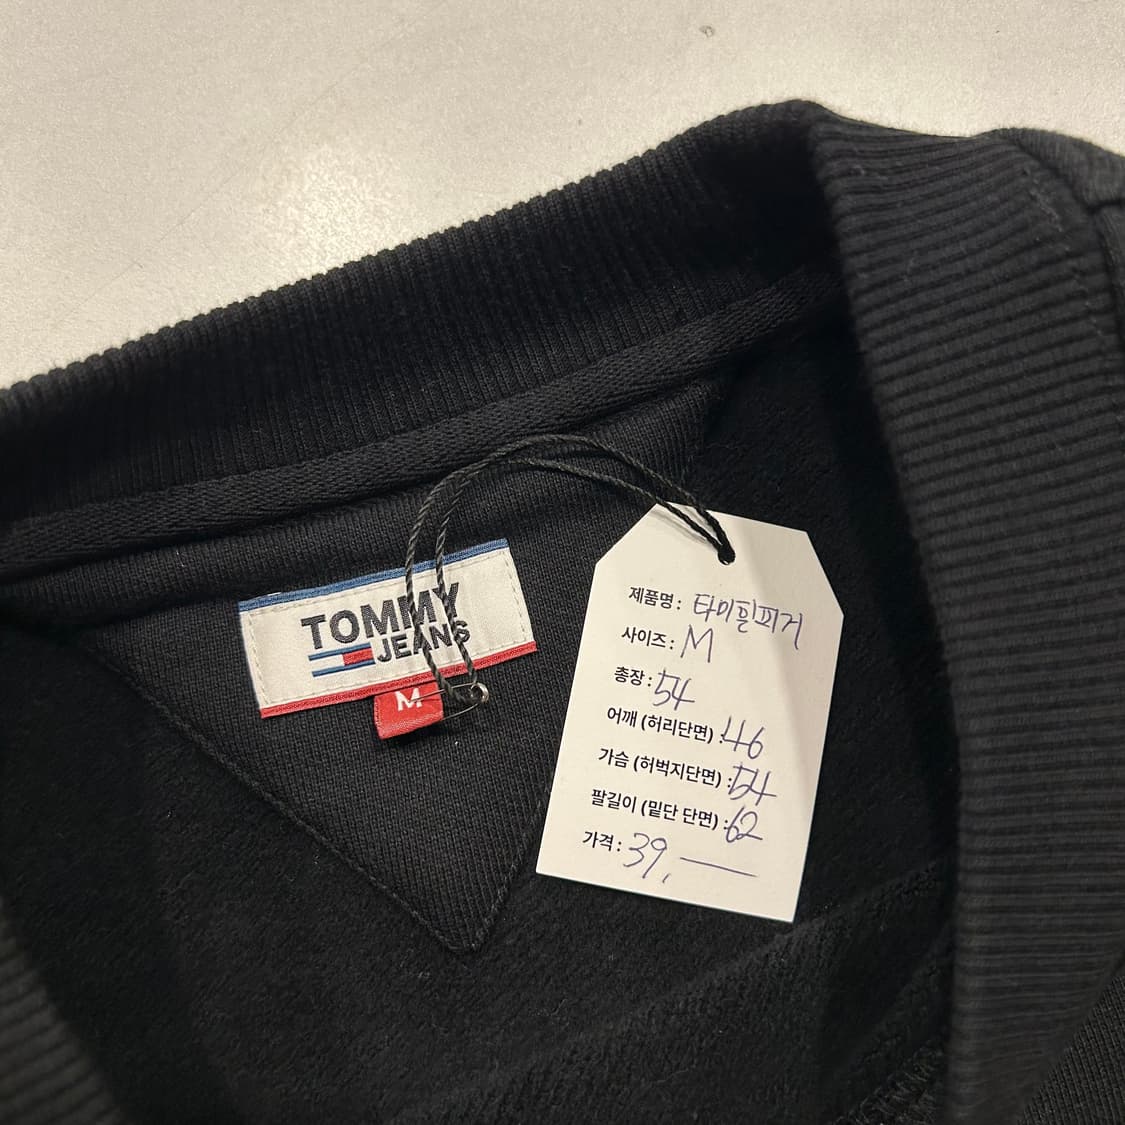 TOMMY
JEANS
M
제품명: 타미힐피거
사이즈: M
총장: 54
어깨 (허리단면) : 46
가슴 (허벅지단면) : 54
팔길이 (밑단 단면) : 62
가격: 39,―